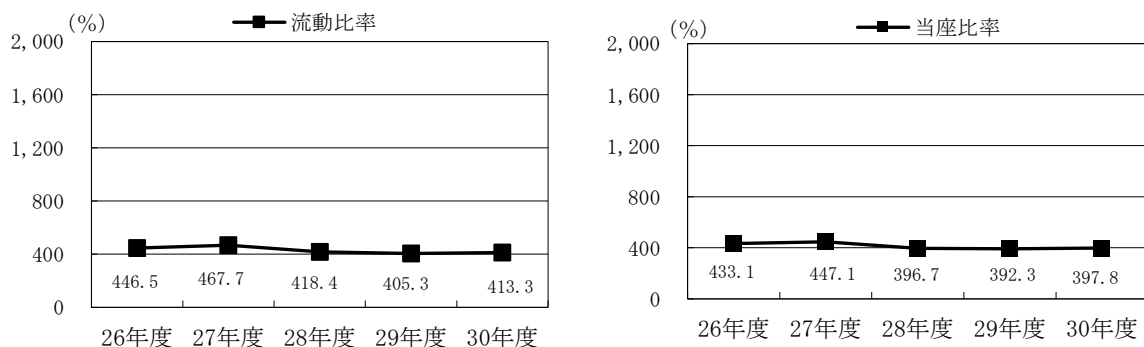 (%)
流動比率
2,000
1,600
1,200
800
400
0
446.5
467.7
418.4
405.3
413.3
26年度
27年度
28年度
29年度
30年度
(%)
当座比率
2,000
1,600
1,200
800
400
0
433.1
447.1
396.7
392.3
397.8
26年度
27年度
28年度
29年度
30年度